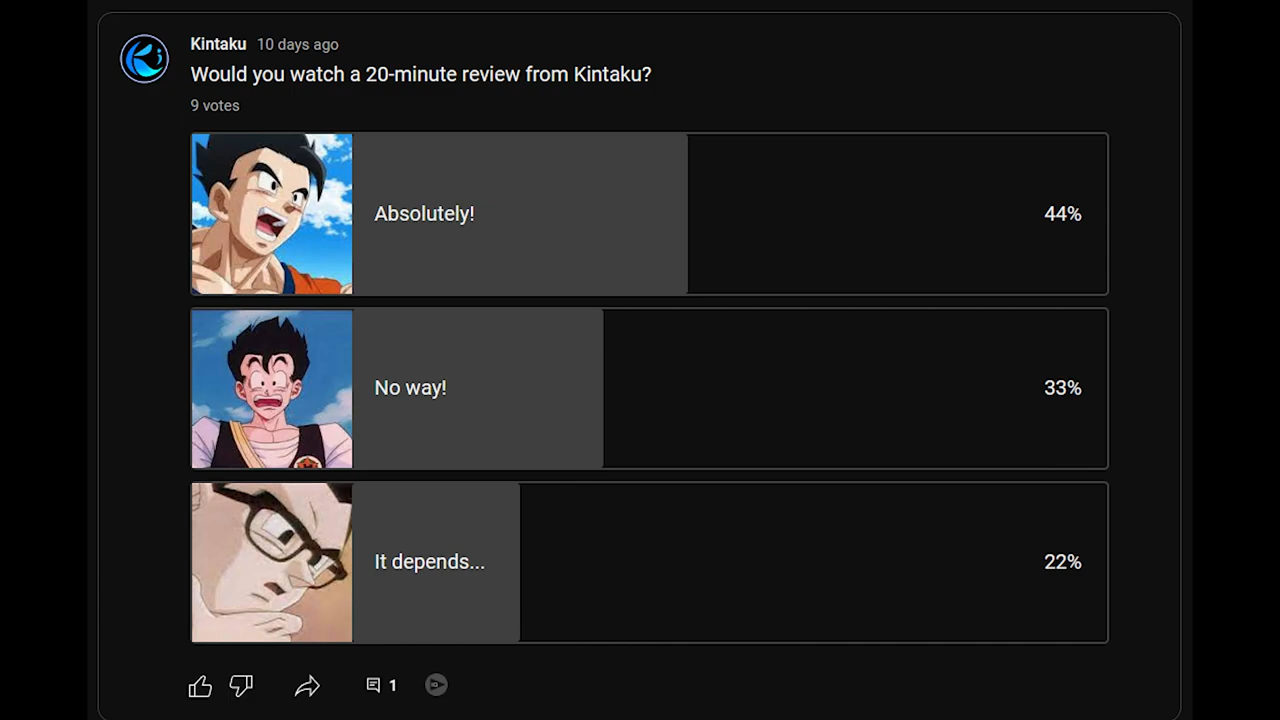 Kintaku 10 days ago
Would you watch a 20-minute review from Kintaku?
9 votes
Absolutely!
44%
No way!
33%
It depends...
22%
1